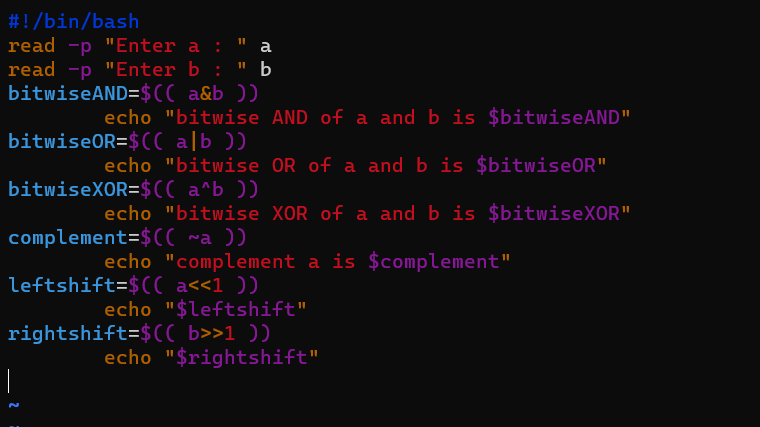 #!/bin/bash
read -p "Enter a : " a
read -p "Enter b : " b
bitwiseAND=$(( a&b ))
        echo "bitwise AND of a and b is $bitwiseAND"
bitwiseOR=$(( a|b ))
        echo "bitwise OR of a and b is $bitwiseOR"
bitwiseXOR=$(( a^b ))
        echo "bitwise XOR of a and b is $bitwiseXOR"
complement=$(( ~a ))
        echo "complement a is $complement"
leftshift=$(( a<<1 ))
        echo "$leftshift"
rightshift=$(( b>>1 ))
        echo "$rightshift"
~
~